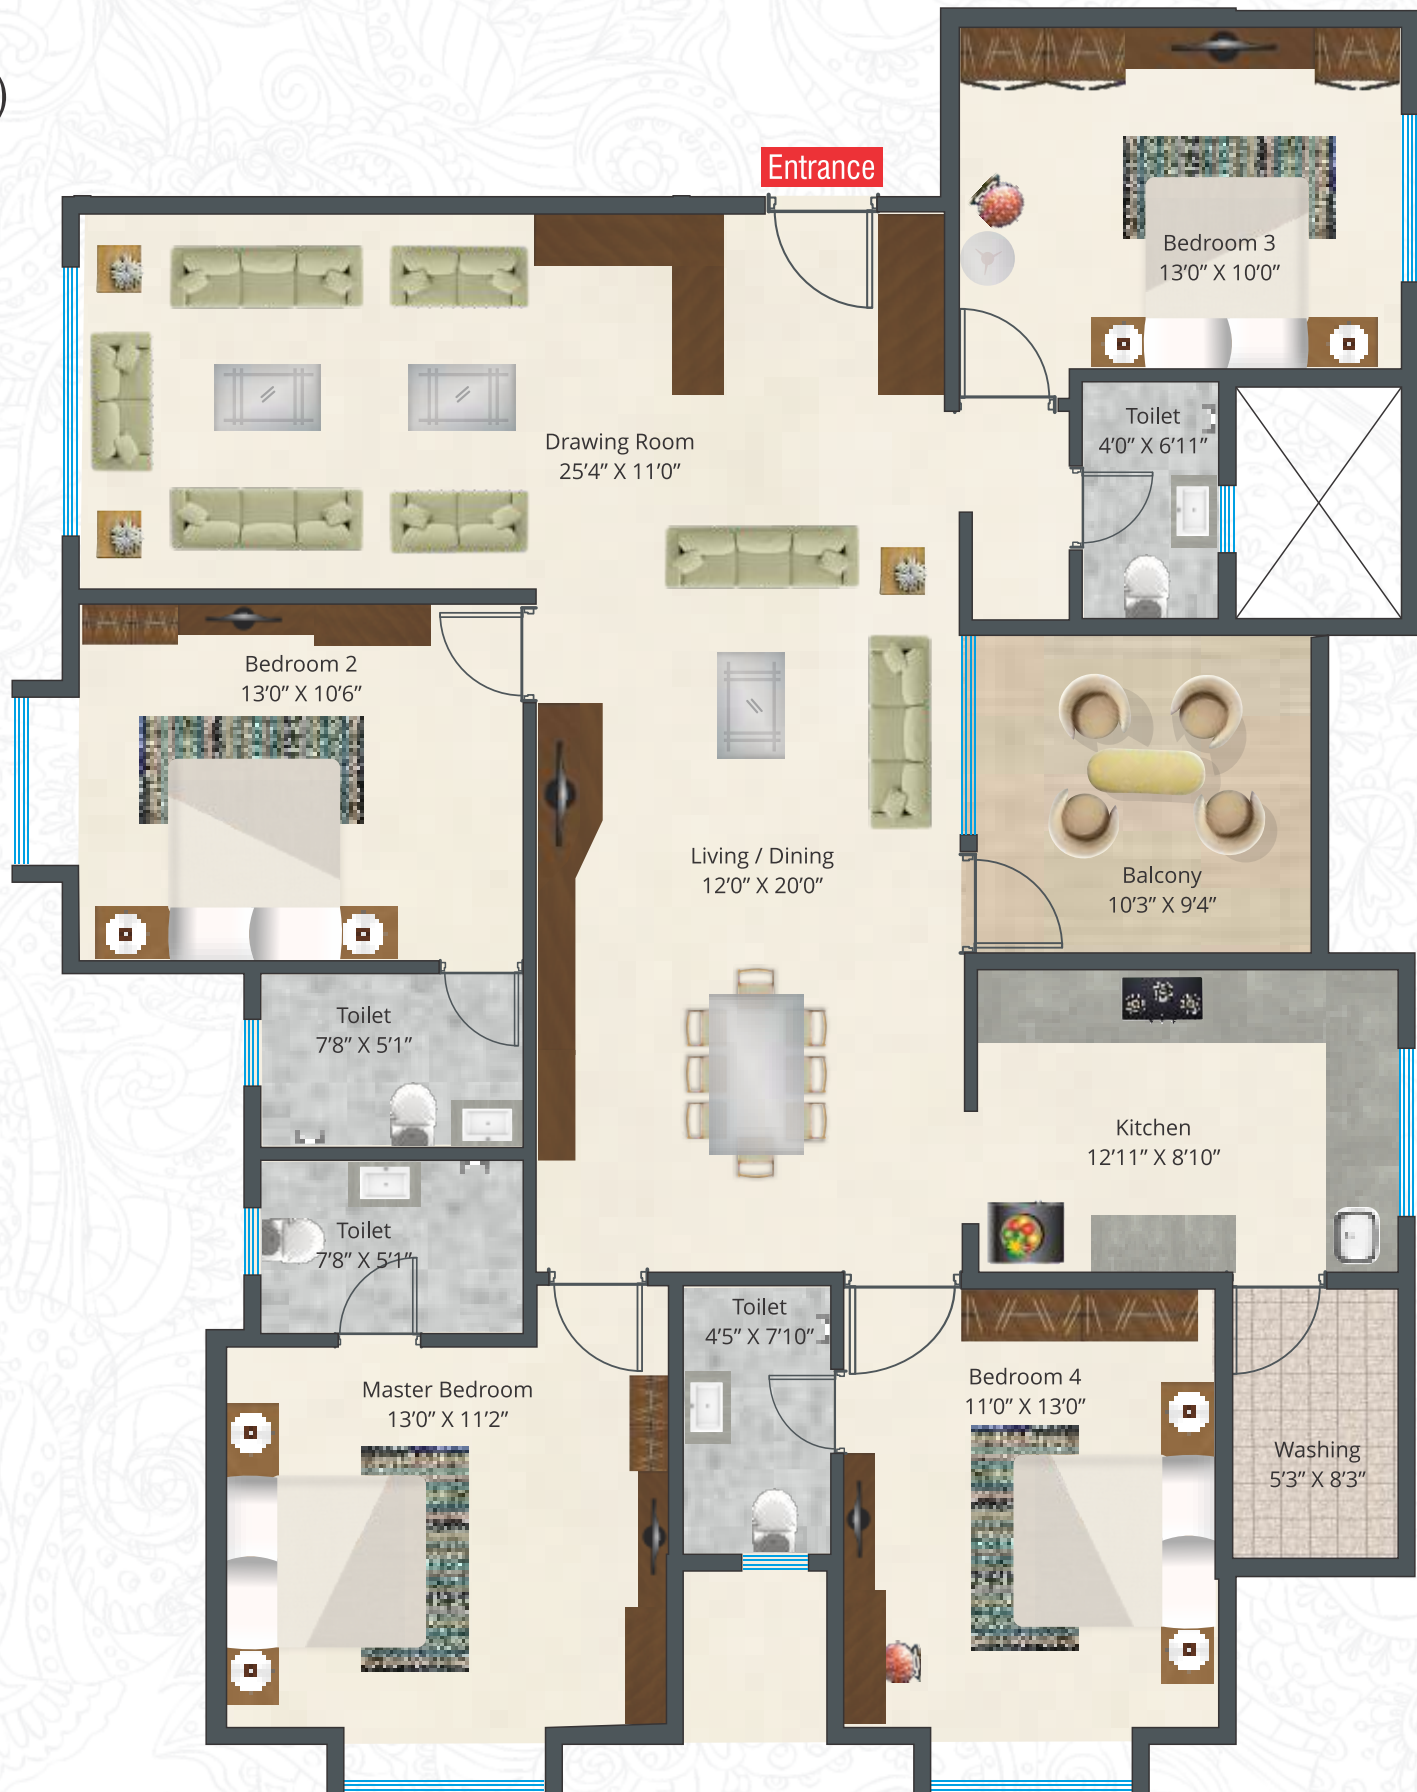 )
Entrance
Bedroom 3
13’0” X 10’0”
Toilet
4’0” X 6’11”
Drawing Room
25’4” X 11’0”
Bedroom 2
13’0” X 10’6”
Living / Dining
12’0” X 20’0”
Balcony
10’3” X 9’4”
Toilet
7’8” X 5’1”
Kitchen
12’11” X 8’10”
Toilet
7’8” X 5’1”
Toilet
4’5” X 7’10”
Master Bedroom
13’0” X 11’2”
Bedroom 4
11’0” X 13’0”
Washing
5’3” X 8’3”